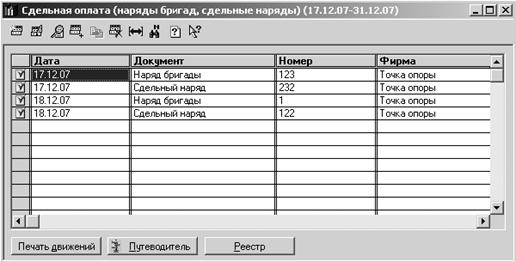 Сдельная оплата (наряды бригад, сдельные наряды) (17.12.07-31.12.07)
Дата Документ Номер Фирма
17.12.07 Наряд бригады 123 Точка опоры
17.12.07 Сдельный наряд 232 Точка опоры
18.12.07 Наряд бригады 1 Точка опоры
18.12.07 Сдельный наряд 122 Точка опоры
Печать движений Путеводитель Реестр